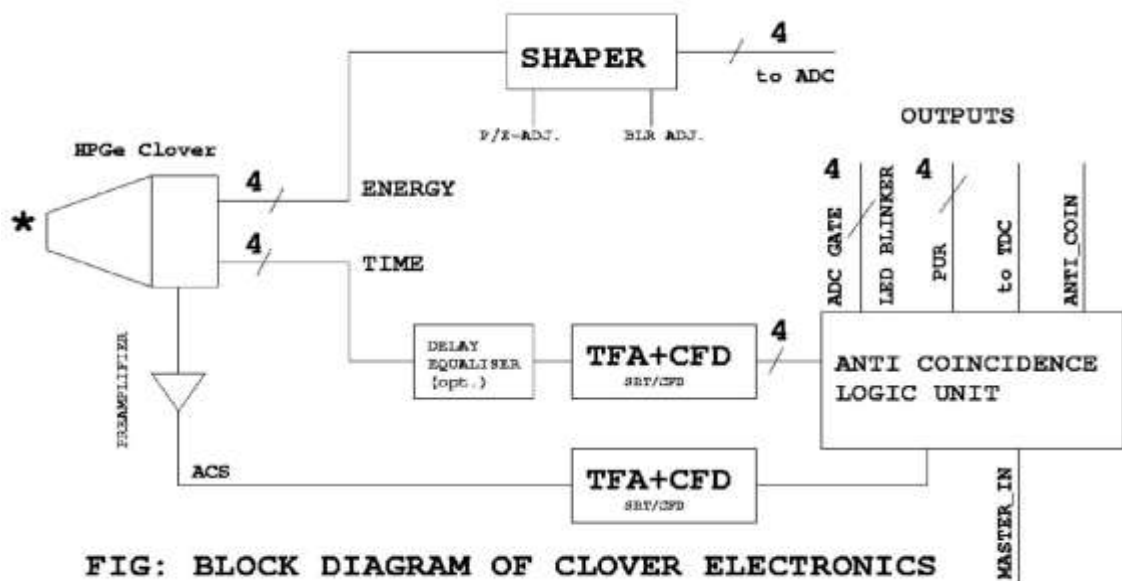 4
SHAPER
to ADC
P/Z-ADJ.
BLR ADJ.
OUTPUTS
HPGe Clover
*
4
ENERGY
4
TIME
4
ADC GATE
LED BLINKER
4
PUR
to TDC
ANTI_COIN
DELAY
EQUALISER
(opt.)
TFA+CFD
SRT/CFD
4
ANTI COINCIDENCE
LOGIC UNIT
PREAMPLIFIER
ACS
TFA+CFD
SRT/CFD
MASTER_IN
FIG: BLOCK DIAGRAM OF CLOVER ELECTRONICS